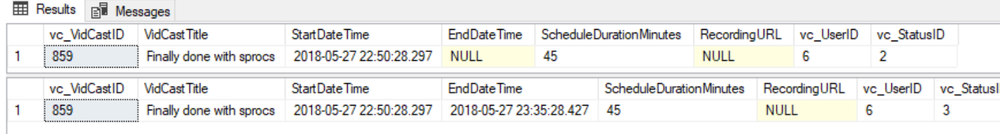 Results Messages
vc_VidCastID VidCastTitle StartDateTime EndDateTime ScheduleDurationMinutes RecordingURL vc_UserID vc_StatusID
1 859 Finally done with sprocs 2018-05-27 22:50:28.297 NULL 45 NULL 6 2
vc_VidCastID VidCastTitle StartDateTime EndDateTime ScheduleDurationMinutes RecordingURL vc_UserID vc_StatusI
1 859 Finally done with sprocs 2018-05-27 22:50:28.297 2018-05-27 23:35:28.427 45 NULL 6 3